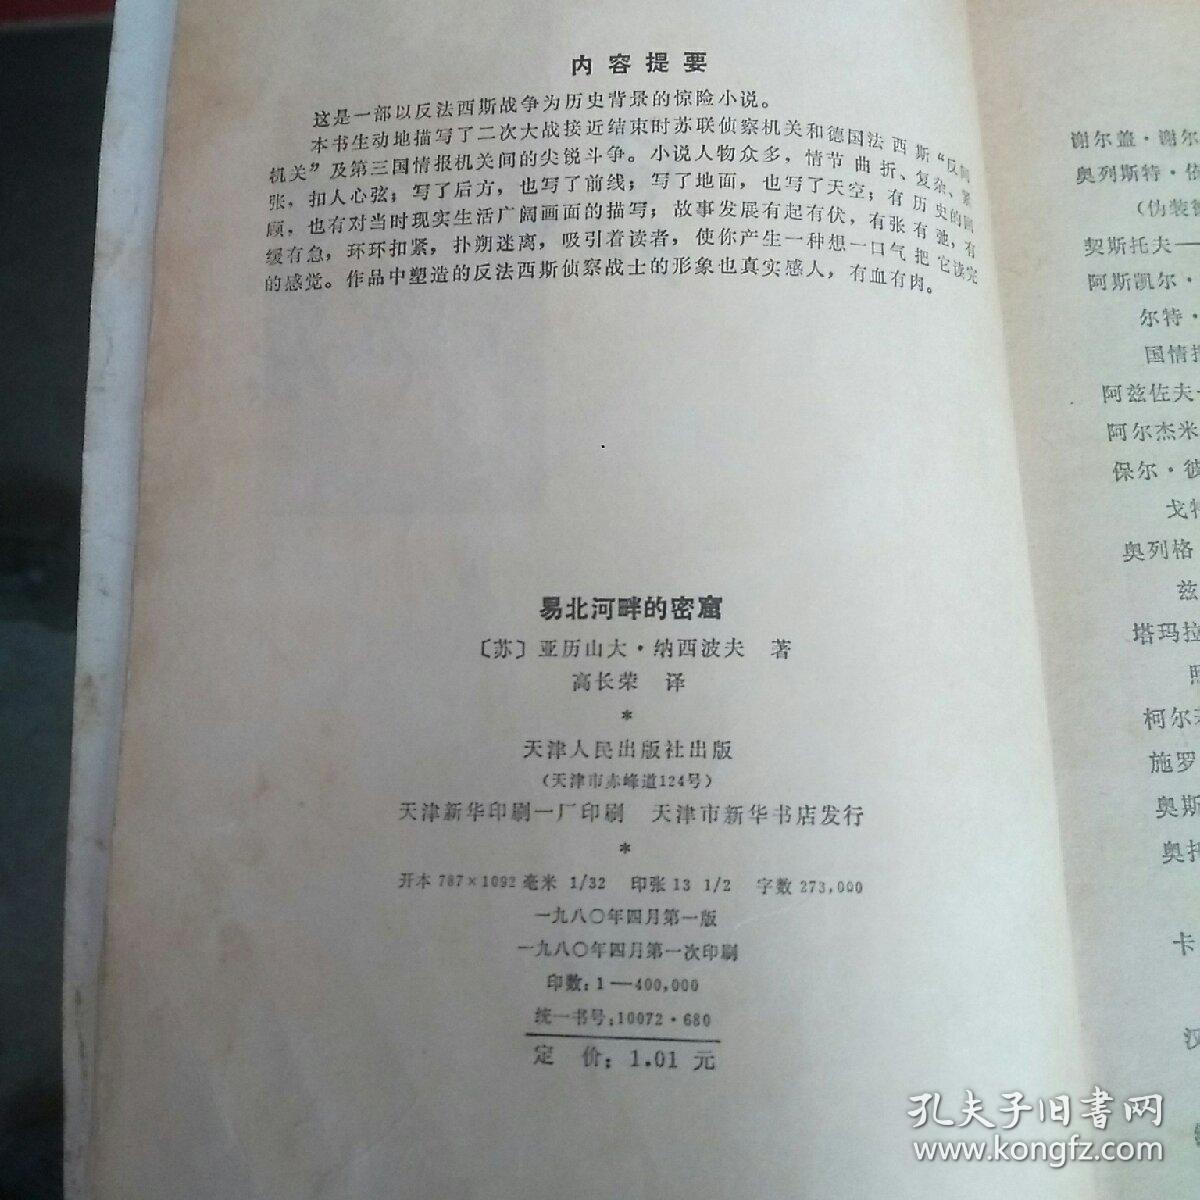 内容提要
这是一部以反法西斯战争为历史背景的惊险小说。
本书生动地描写了二次大战接近结束时苏联侦察机关和德国法西斯“反间
机关”及第三国情报机关间的尖锐斗争。小说人物众多，情节曲折、复杂、紧
张，扣人心弦；写了后方，也写了前线；写了地面，也写了天空；有历史的回
顾，也有对当时现实生活广阔画面的描写；故事发展有起有伏，有张有弛，有
缓有急，环环扣紧，扑朔迷离，吸引着读者，使你产生一种想一口气把它读完
的感觉。作品中塑造的反法西斯侦察战士的形象也真实感人，有血有肉。
易北河畔的密窟
〔苏〕亚历山大·纳西波夫 著
高长荣 译
*
天津人民出版社出版
（天津市赤峰道124号）
天津新华印刷一厂印刷 天津市新华书店发行
*
开本 787×1092 毫米 1/32 印张 13 1/2 字数 273,000
一九八〇年四月第一版
一九八〇年四月第一次印刷
印数：1—400,000
统一书号：10072·680
定 价：1.01 元
谢尔盖·谢尔
奥列斯特·
（伪装
契斯托夫—
阿斯凯尔·
尔特·
国情
阿兹佐夫
阿尔杰米
保尔·彼
戈特
奥列格
兹
塔玛拉
照
柯尔
施罗
奥斯
奥托
卡
汉
孔夫子旧书网
www.kongfz.com